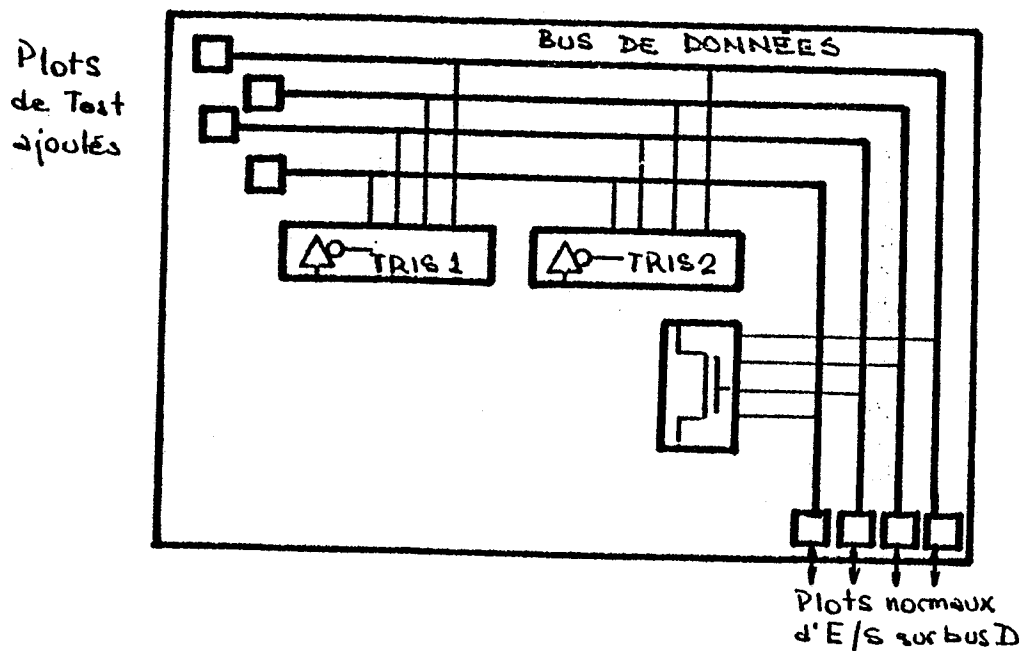 BUS DE DONNÉES
Plots
de Test
ajoutés
TRIS 1
TRIS 2
Plots normaux
d'E/S sur bus D